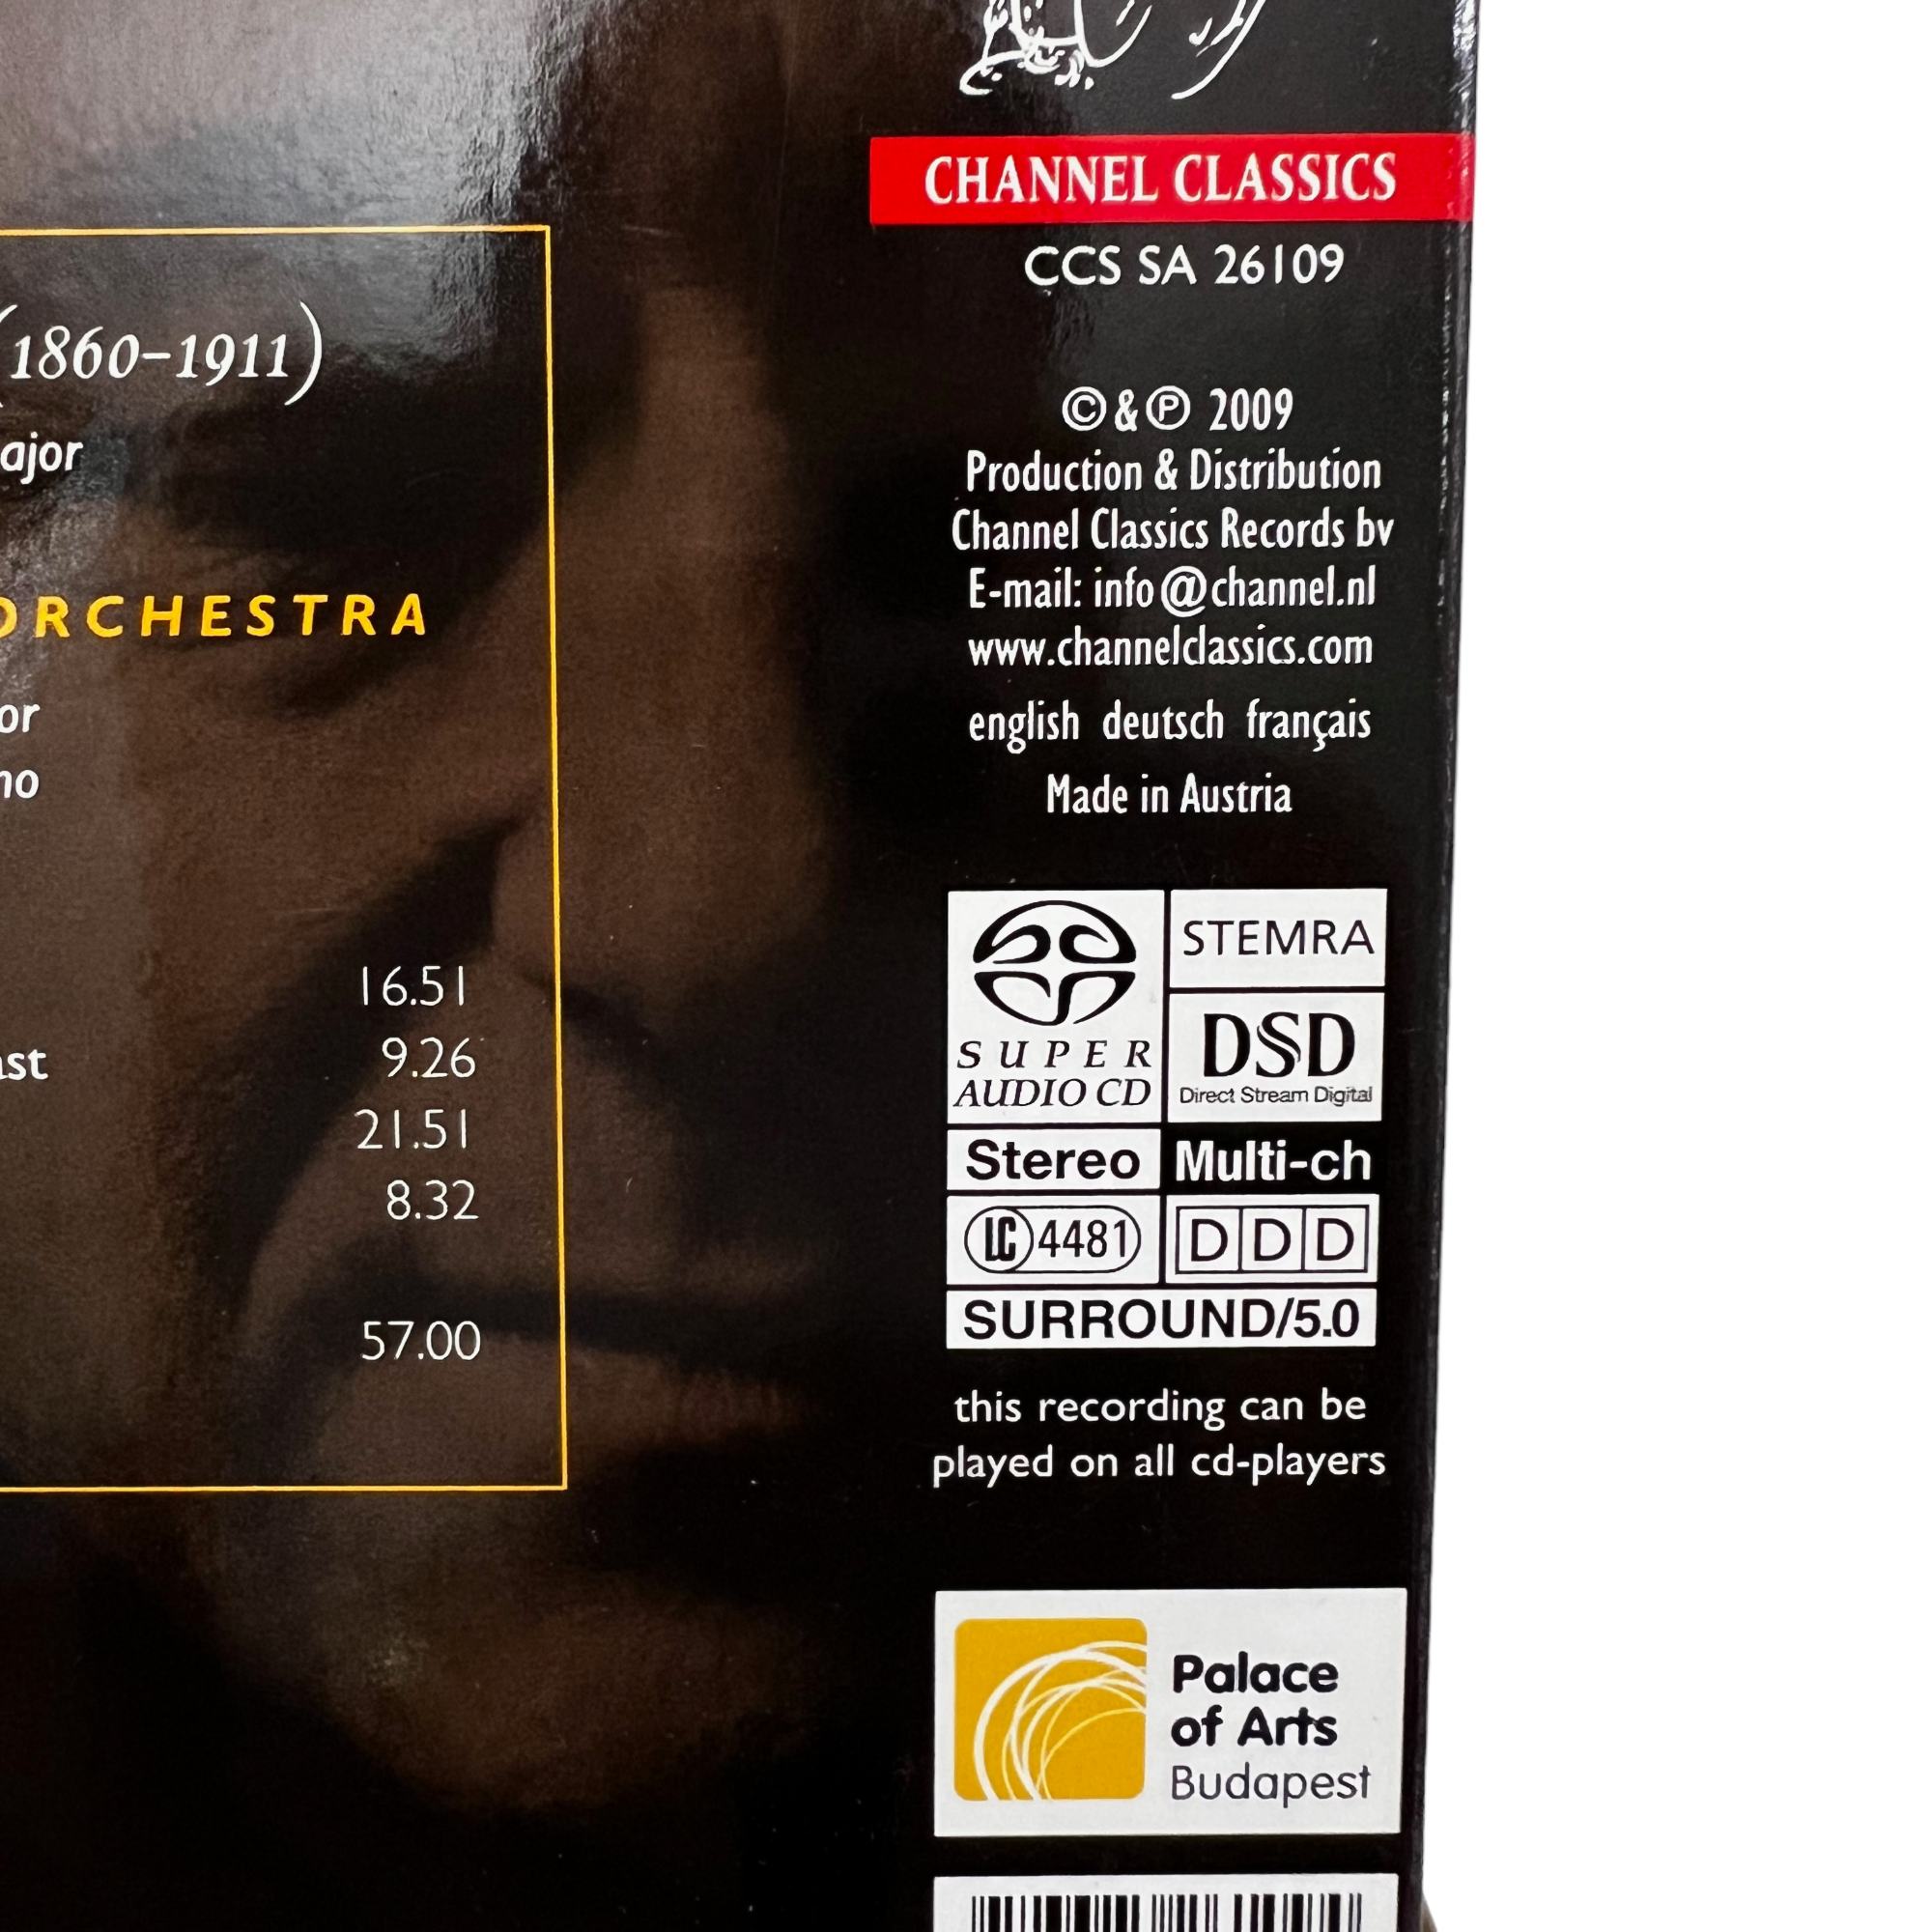 CHANNEL CLASSICS
CCS SA 26109
(1860-1911)
ajor
ORCHESTRA
or
no
16.51
ast
9.26
21.51
8.32
57.00
©&℗ 2009
Production & Distribution
Channel Classics Records bv
E-mail: info@channel.nl
www.channelclassics.com
english deutsch français
Made in Austria
SUPER
AUDIO CD
STEMRA
DSD
Direct Stream Digital
Stereo
Multi-ch
LC 4481
DDD
SURROUND/5.0
this recording can be
played on all cd-players
Palace
of Arts
Budapest